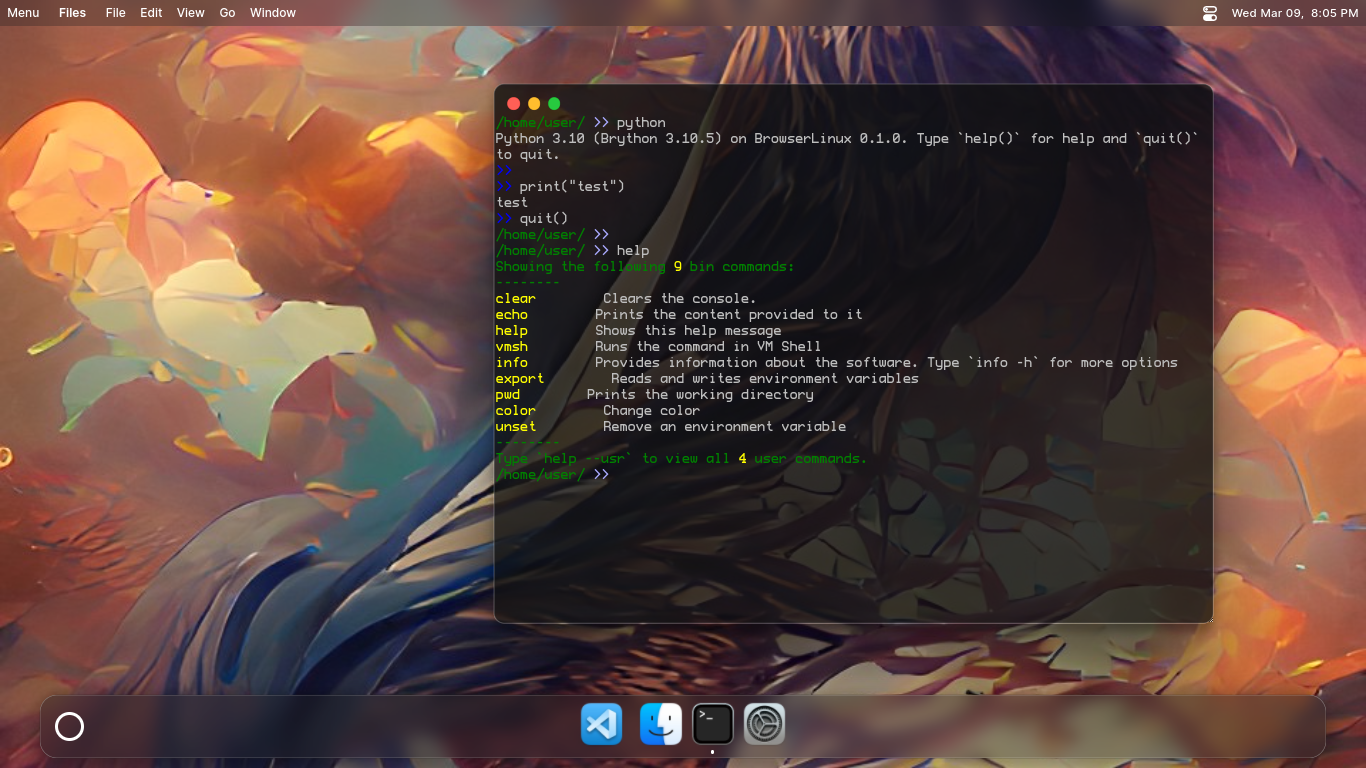 Menu Files File Edit View Go Window Wed Mar 09, 8:05 PM
/home/user/ >> python
Python 3.10 (Brython 3.10.5) on BrowserLinux 0.1.0. Type `help()` for help and `quit()`
to quit.
>>
>> print("test")
test
>> quit()
/home/user/ >>
/home/user/ >> help
Showing the following 9 bin commands:
--------
clear Clears the console.
echo Prints the content provided to it
help Shows this help message
vmsh Runs the command in VM Shell
info Provides information about the software. Type `info -h` for more options
export Reads and writes environment variables
pwd Prints the working directory
color Change color
unset Remove an environment variable
--------
Type `help --usr` to view all 4 user commands.
/home/user/ >>
>_